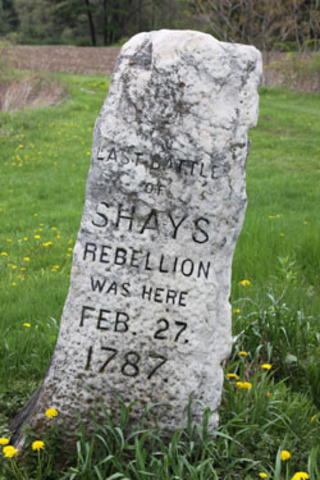 LAST BATTLE
OF
SHAYS
REBELLION
WAS HERE
FEB. 27.
1787.